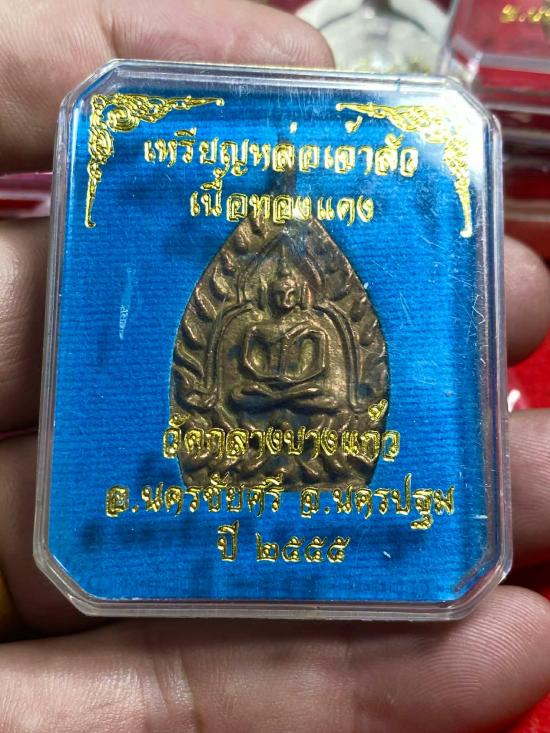 เหรียญหล่อเจ้าสัว
เนื้อทองแดง
วัดกลางบางแก้ว
อ.นครชัยศรี จ.นครปฐม
ปี ๒๕๕๕